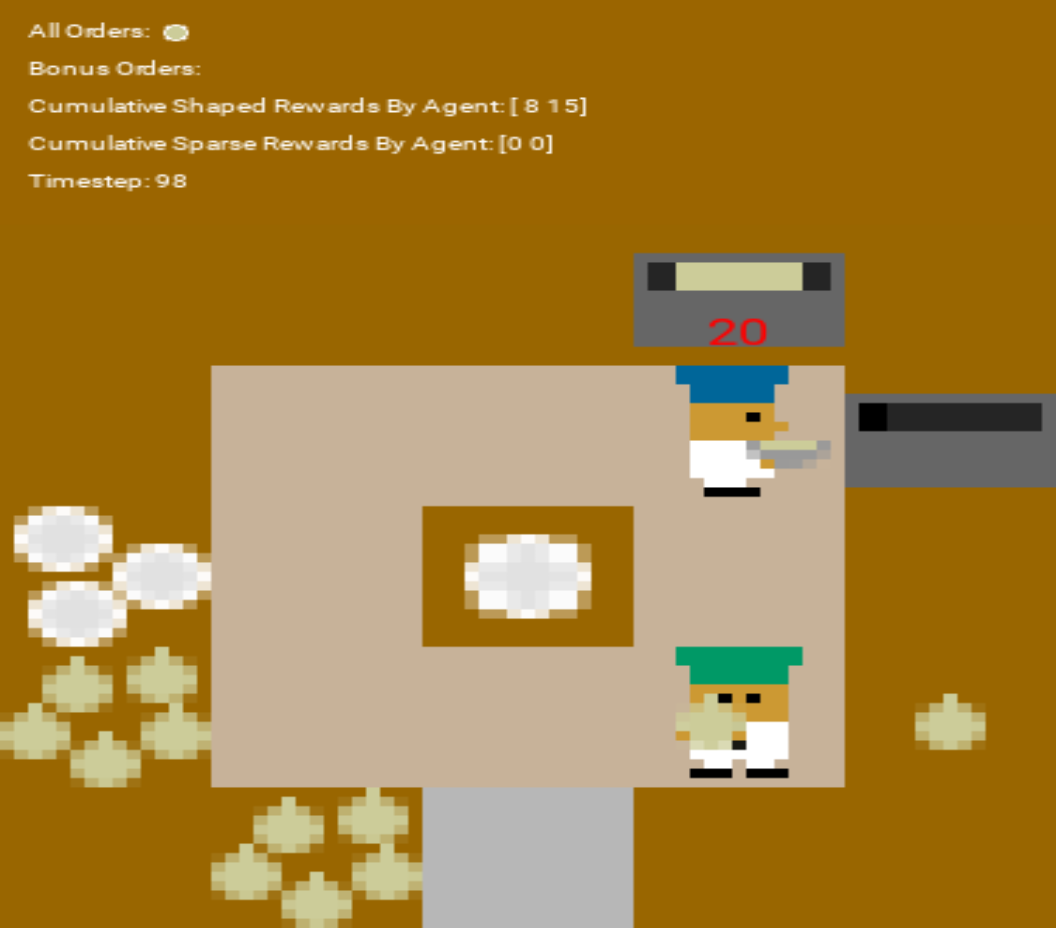 All Orders:
Bonus Orders:
Cumulative Shaped Rewards By Agent: [ 8 15]
Cumulative Sparse Rewards By Agent: [0 0]
Timestep: 98
20